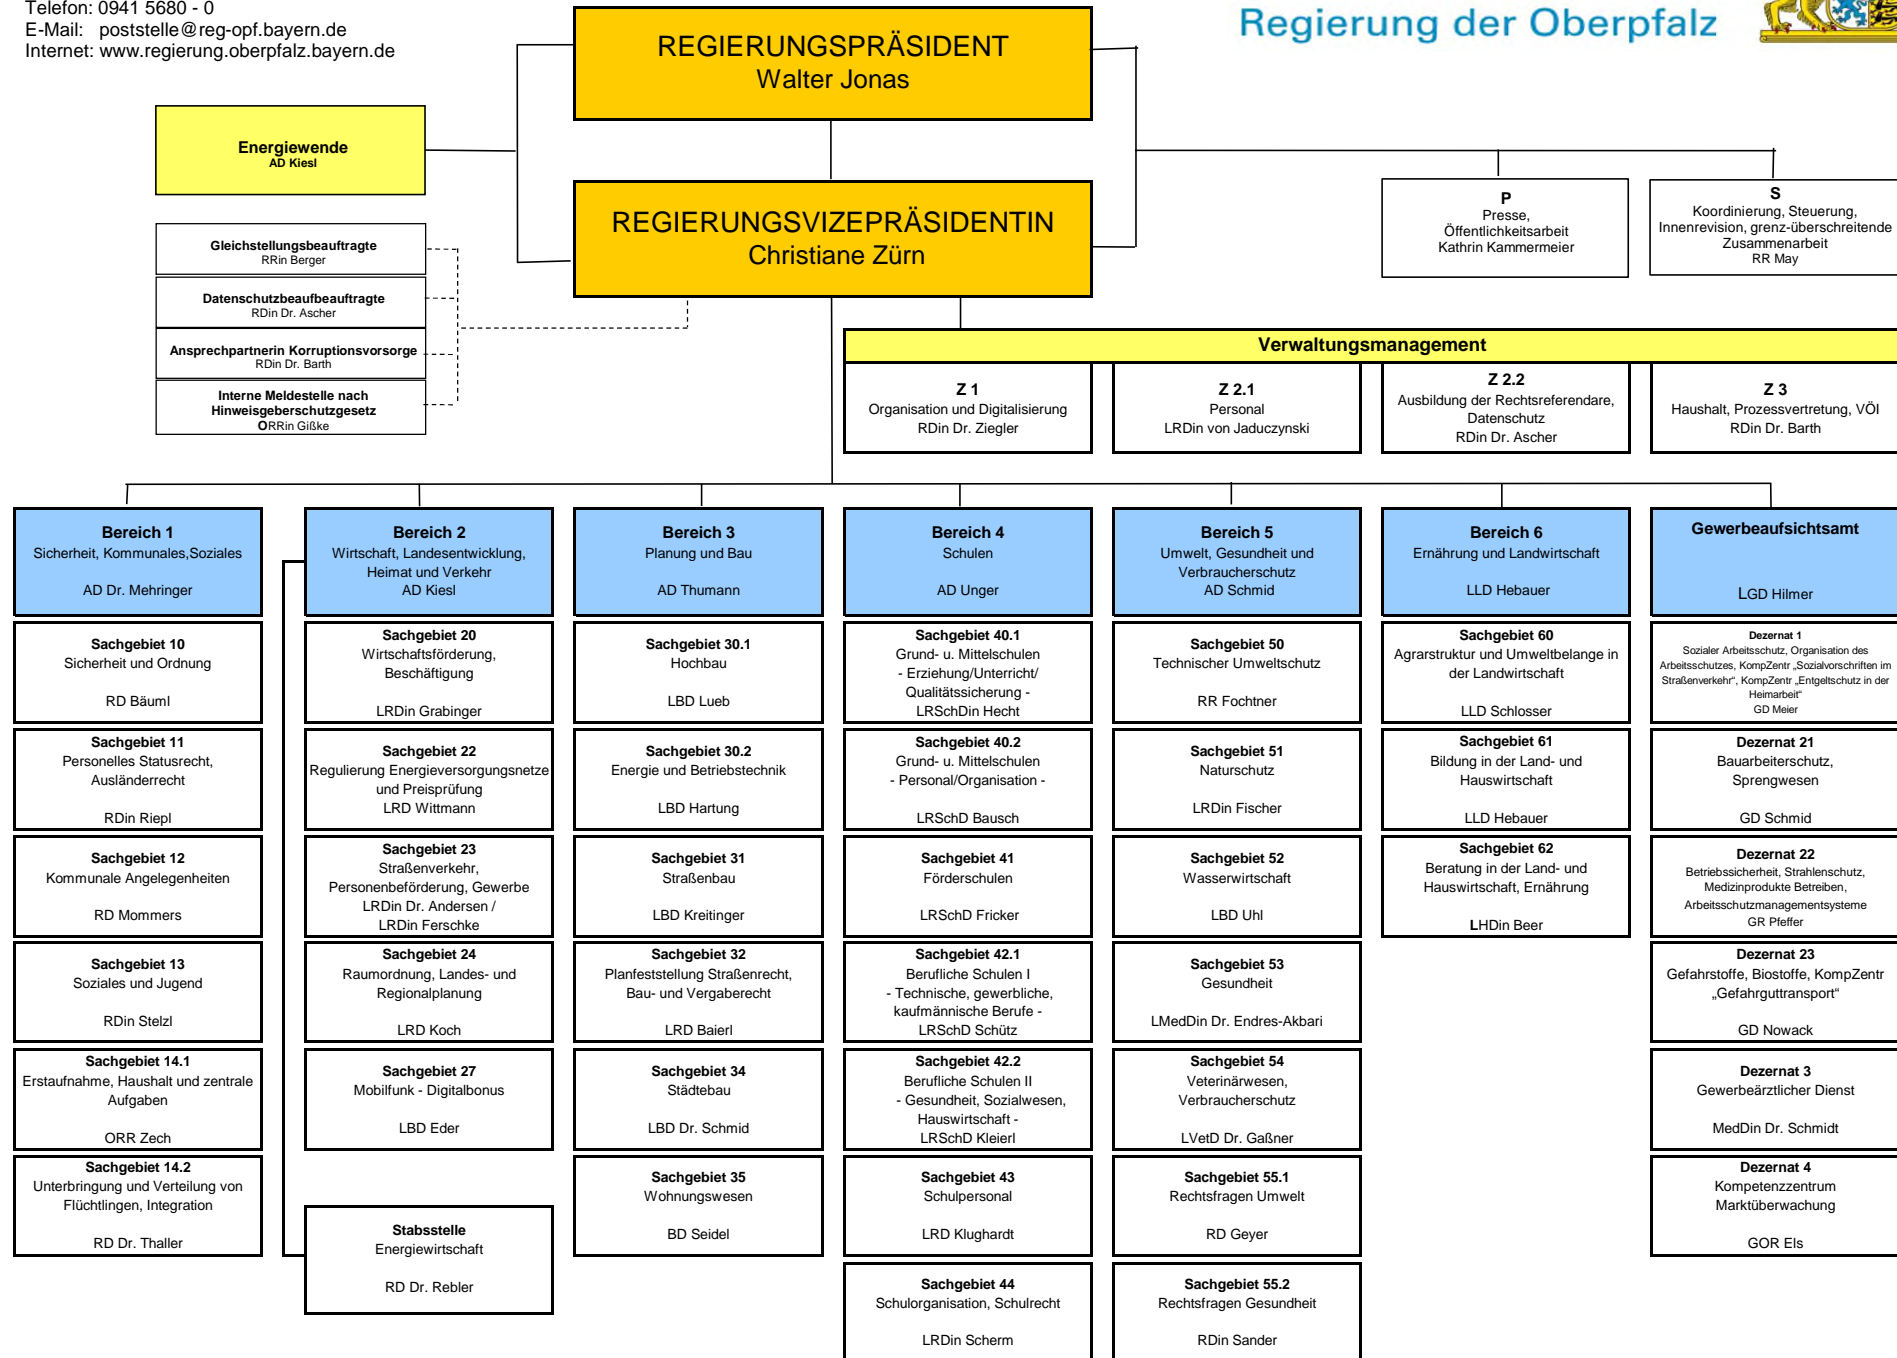 Telefon: 0941 5680 - 0
E-Mail: poststelle@reg-opf.bayern.de
Internet: www.regierung.oberpfalz.bayern.de
Regierung der Oberpfalz
REGIERUNGSPRÄSIDENT
Walter Jonas
Energiewende
AD Kiesl
REGIERUNGSVIZEPRÄSIDENTIN
Christiane Zürn
P
Presse,
Öffentlichkeitsarbeit
Kathrin Kammermeier
S
Koordinierung, Steuerung,
Innenrevision, grenz-überschreitende
Zusammenarbeit
RR May
Gleichstellungsbeauftragte
RRin Berger
Datenschutzbeaufbeauftragte
RDin Dr. Ascher
Ansprechpartnerin Korruptionsvorsorge
RDin Dr. Barth
Interne Meldestelle nach
Hinweisgeberschutzgesetz
ORRin Gißke
Verwaltungsmanagement
Z 1
Organisation und Digitalisierung
RDin Dr. Ziegler
Z 2.1
Personal
LRDin von Jaduczynski
Z 2.2
Ausbildung der Rechtsreferendare,
Datenschutz
RDin Dr. Ascher
Z 3
Haushalt, Prozessvertretung, VÖI
RDin Dr. Barth
Bereich 1
Sicherheit, Kommunales,Soziales
AD Dr. Mehringer
Sachgebiet 10
Sicherheit und Ordnung
RD Bäuml
Sachgebiet 11
Personelles Statusrecht,
Ausländerrecht
RDin Riepl
Sachgebiet 12
Kommunale Angelegenheiten
RD Mommers
Sachgebiet 13
Soziales und Jugend
RDin Stelzl
Sachgebiet 14.1
Erstaufnahme, Haushalt und zentrale
Aufgaben
ORR Zech
Sachgebiet 14.2
Unterbringung und Verteilung von
Flüchtlingen, Integration
RD Dr. Thaller
Bereich 2
Wirtschaft, Landesentwicklung,
Heimat und Verkehr
AD Kiesl
Sachgebiet 20
Wirtschaftsförderung,
Beschäftigung
LRDin Grabinger
Sachgebiet 22
Regulierung Energieversorgungsnetze
und Preisprüfung
LRD Wittmann
Sachgebiet 23
Straßenverkehr,
Personenbeförderung, Gewerbe
LRDin Dr. Andersen /
LRDin Ferschke
Sachgebiet 24
Raumordnung, Landes- und
Regionalplanung
LRD Koch
Sachgebiet 27
Mobilfunk - Digitalbonus
LBD Eder
Stabsstelle
Energiewirtschaft
RD Dr. Rebler
Bereich 3
Planung und Bau
AD Thumann
Sachgebiet 30.1
Hochbau
LBD Lueb
Sachgebiet 30.2
Energie und Betriebstechnik
LBD Hartung
Sachgebiet 31
Straßenbau
LBD Kreitinger
Sachgebiet 32
Planfeststellung Straßenrecht,
Bau- und Vergaberecht
LRD Baierl
Sachgebiet 34
Städtebau
LBD Dr. Schmid
Sachgebiet 35
Wohnungswesen
BD Seidel
Bereich 4
Schulen
AD Unger
Sachgebiet 40.1
Grund- u. Mittelschulen
- Erziehung/Unterricht/
Qualitätssicherung -
LRSchDin Hecht
Sachgebiet 40.2
Grund- u. Mittelschulen
- Personal/Organisation -
LRSchD Bausch
Sachgebiet 41
Förderschulen
LRSchD Fricker
Sachgebiet 42.1
Berufliche Schulen I
- Technische, gewerbliche,
kaufmännische Berufe -
LRSchD Schütz
Sachgebiet 42.2
Berufliche Schulen II
- Gesundheit, Sozialwesen,
Hauswirtschaft -
LRSchD Kleierl
Sachgebiet 43
Schulpersonal
LRD Klughardt
Sachgebiet 44
Schulorganisation, Schulrecht
LRDin Scherm
Bereich 5
Umwelt, Gesundheit und
Verbraucherschutz
AD Schmid
Sachgebiet 50
Technischer Umweltschutz
RR Fochtner
Sachgebiet 51
Naturschutz
LRDin Fischer
Sachgebiet 52
Wasserwirtschaft
LBD Uhl
Sachgebiet 53
Gesundheit
LMedDin Dr. Endres-Akbari
Sachgebiet 54
Veterinärwesen,
Verbraucherschutz
LVetD Dr. Gaßner
Sachgebiet 55.1
Rechtsfragen Umwelt
RD Geyer
Sachgebiet 55.2
Rechtsfragen Gesundheit
RDin Sander
Bereich 6
Ernährung und Landwirtschaft
LLD Hebauer
Sachgebiet 60
Agrarstruktur und Umweltbelange in
der Landwirtschaft
LLD Schlosser
Sachgebiet 61
Bildung in der Land- und
Hauswirtschaft
LLD Hebauer
Sachgebiet 62
Beratung in der Land- und
Hauswirtschaft, Ernährung
LHDin Beer
Gewerbeaufsichtsamt
LGD Hilmer
Dezernat 1
Sozialer Arbeitsschutz, Organisation des
Arbeitsschutzes, KompZentr „Sozialvorschriften im
Straßenverkehr“, KompZentr „Entgeltschutz in der
Heimarbeit“
GD Meier
Dezernat 21
Bauarbeiterschutz,
Sprengwesen
GD Schmid
Dezernat 22
Betriebssicherheit, Strahlenschutz,
Medizinprodukte Betreiben,
Arbeitsschutzmanagementsysteme
GR Pfeffer
Dezernat 23
Gefahrstoffe, Biostoffe, KompZentr
„Gefahrguttransport“
GD Nowack
Dezernat 3
Gewerbeärztlicher Dienst
MedDin Dr. Schmidt
Dezernat 4
Kompetenzzentrum
Marktüberwachung
GOR Els